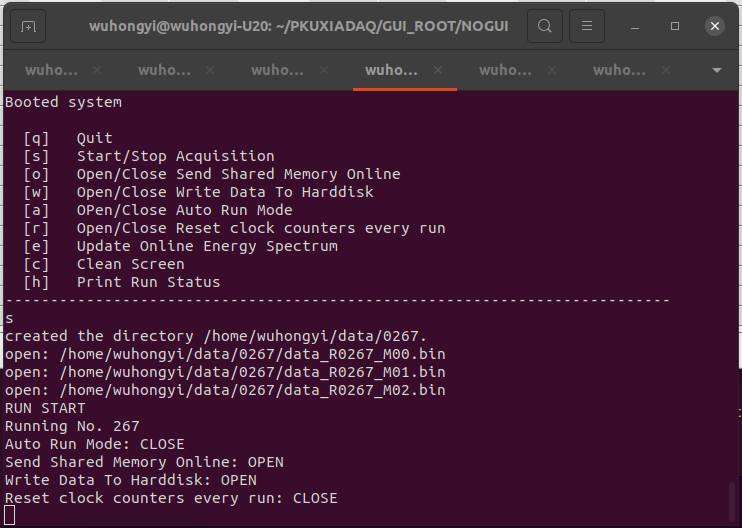 wuhongyi@wuhongyi-U20: ~/PKUXIADAQ/GUI_ROOT/NOGUI
wuho... × wuho... × wuho... × wuho... × wuho... × wuho... ×
Booted system
[q] Quit
[s] Start/Stop Acquisition
[o] Open/Close Send Shared Memory Online
[w] Open/Close Write Data To Harddisk
[a] OPen/Close Auto Run Mode
[r] Open/Close Reset clock counters every run
[e] Update Online Energy Spectrum
[c] Clean Screen
[h] Print Run Status
--------------------------------------------------------------------------
s
created the directory /home/wuhongyi/data/0267.
open: /home/wuhongyi/data/0267/data_R0267_M00.bin
open: /home/wuhongyi/data/0267/data_R0267_M01.bin
open: /home/wuhongyi/data/0267/data_R0267_M02.bin
RUN START
Running No. 267
Auto Run Mode: CLOSE
Send Shared Memory Online: OPEN
Write Data To Harddisk: OPEN
Reset clock counters every run: CLOSE